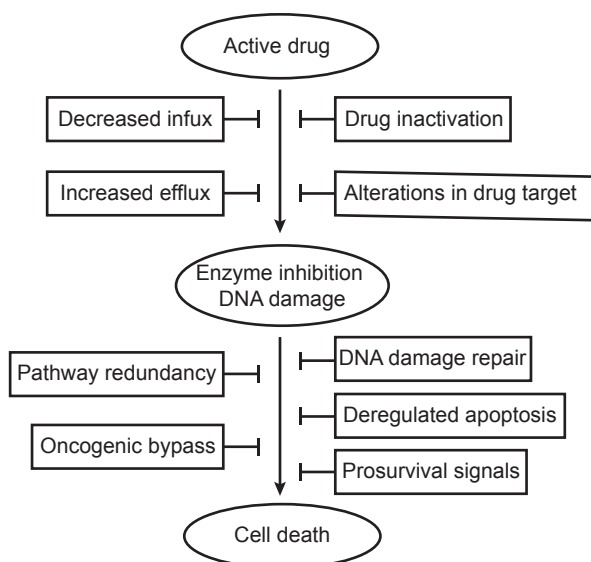 Active drug
Decreased infux
Drug inactivation
Increased efflux
Alterations in drug target
Enzyme inhibition
DNA damage
Pathway redundancy
DNA damage repair
Deregulated apoptosis
Oncogenic bypass
Prosurvival signals
Cell death